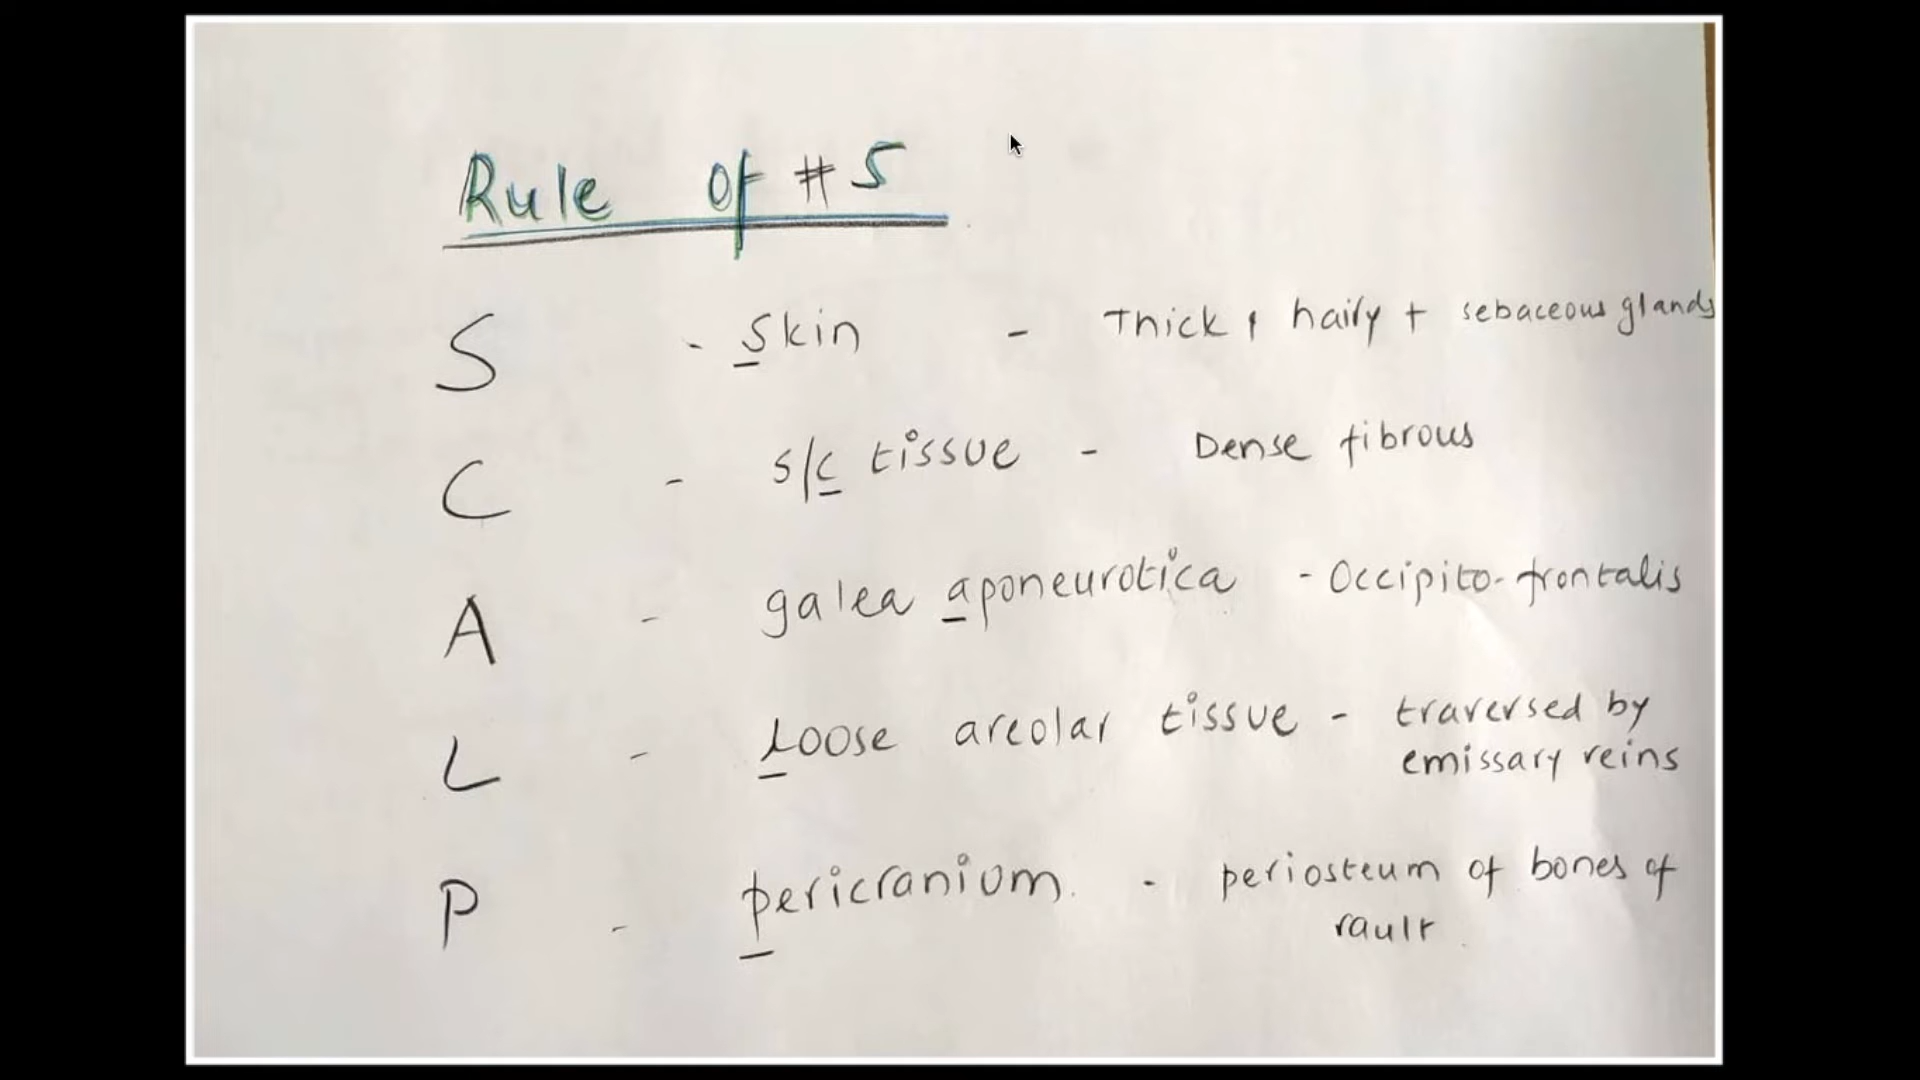 Rule of # 5
S - Skin - Thick, hairy + sebaceous glands
C - s/c tissue - Dense fibrous
A - galea aponeurotica - Occipito-frontalis
L - Loose areolar tissue - traversed by
emissary veins
P - pericranium - periosteum of bones of
vault